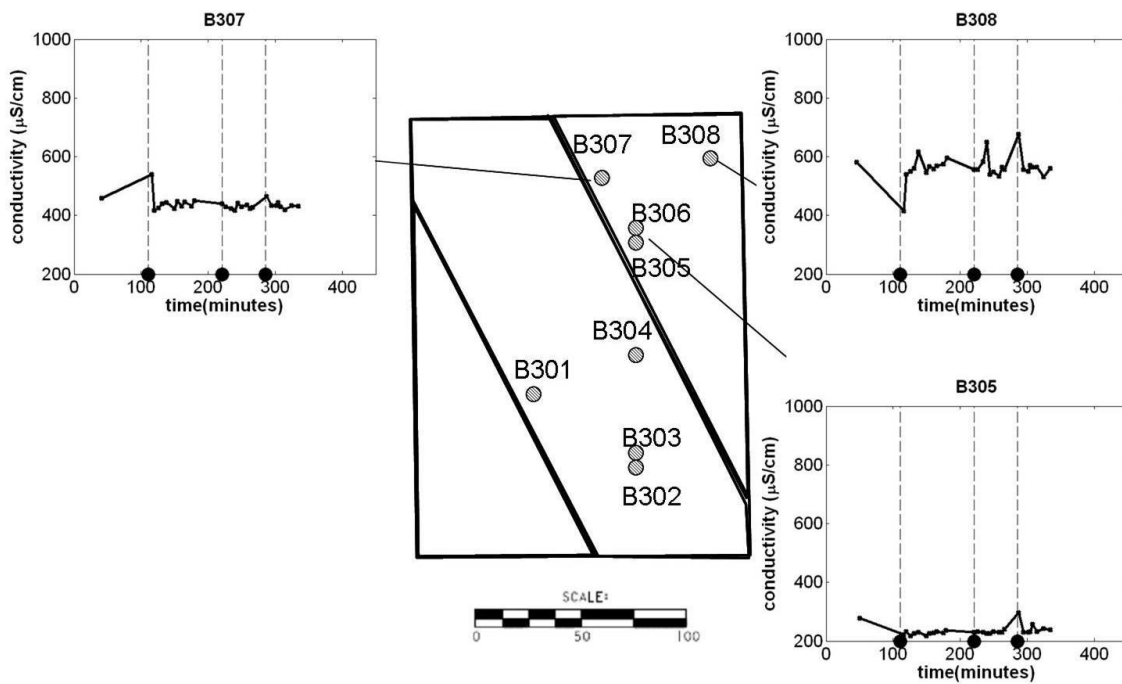 B307
1000
800
600
400
200
0 100 200 300 400
conductivity (µS/cm)
time(minutes)
B308
1000
800
600
400
200
0 100 200 300 400
conductivity (µS/cm)
time(minutes)
B308
B307
B306
B305
B304
B301
B303
B302
SCALE:
0 50 100
B305
1000
800
600
400
200
0 100 200 300 400
conductivity (µS/cm)
time(minutes)